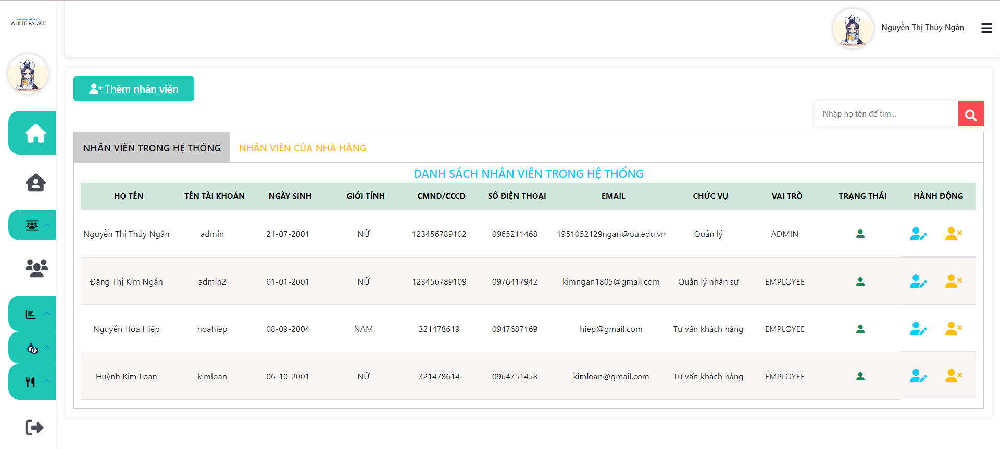 NHÀ HÀNG TIỆC CƯỚI
WHITE PALACE
Nguyễn Thị Thúy Ngân
Thêm nhân viên
Nhập họ tên để tìm...
NHÂN VIÊN TRONG HỆ THỐNG NHÂN VIÊN CỦA NHÀ HÀNG
DANH SÁCH NHÂN VIÊN TRONG HỆ THỐNG
HỌ TÊN TÊN TÀI KHOẢN NGÀY SINH GIỚI TÍNH CMND/CCCD SỐ ĐIỆN THOẠI EMAIL CHỨC VỤ VAI TRÒ TRẠNG THÁI HÀNH ĐỘNG
Nguyễn Thị Thúy Ngân admin 21-07-2001 NỮ 123456789102 0965211468 1951052129ngan@ou.edu.vn Quản lý ADMIN
Đặng Thị Kim Ngân admin2 01-01-2001 NỮ 123456789109 0976417942 kimngan1805@gmail.com Quản lý nhân sự EMPLOYEE
Nguyễn Hòa Hiệp hoahiep 08-09-2004 NAM 321478619 0947687169 hiep@gmail.com Tư vấn khách hàng EMPLOYEE
Huỳnh Kim Loan kimloan 06-10-2001 NỮ 321478614 0964751458 kimloan@gmail.com Tư vấn khách hàng EMPLOYEE